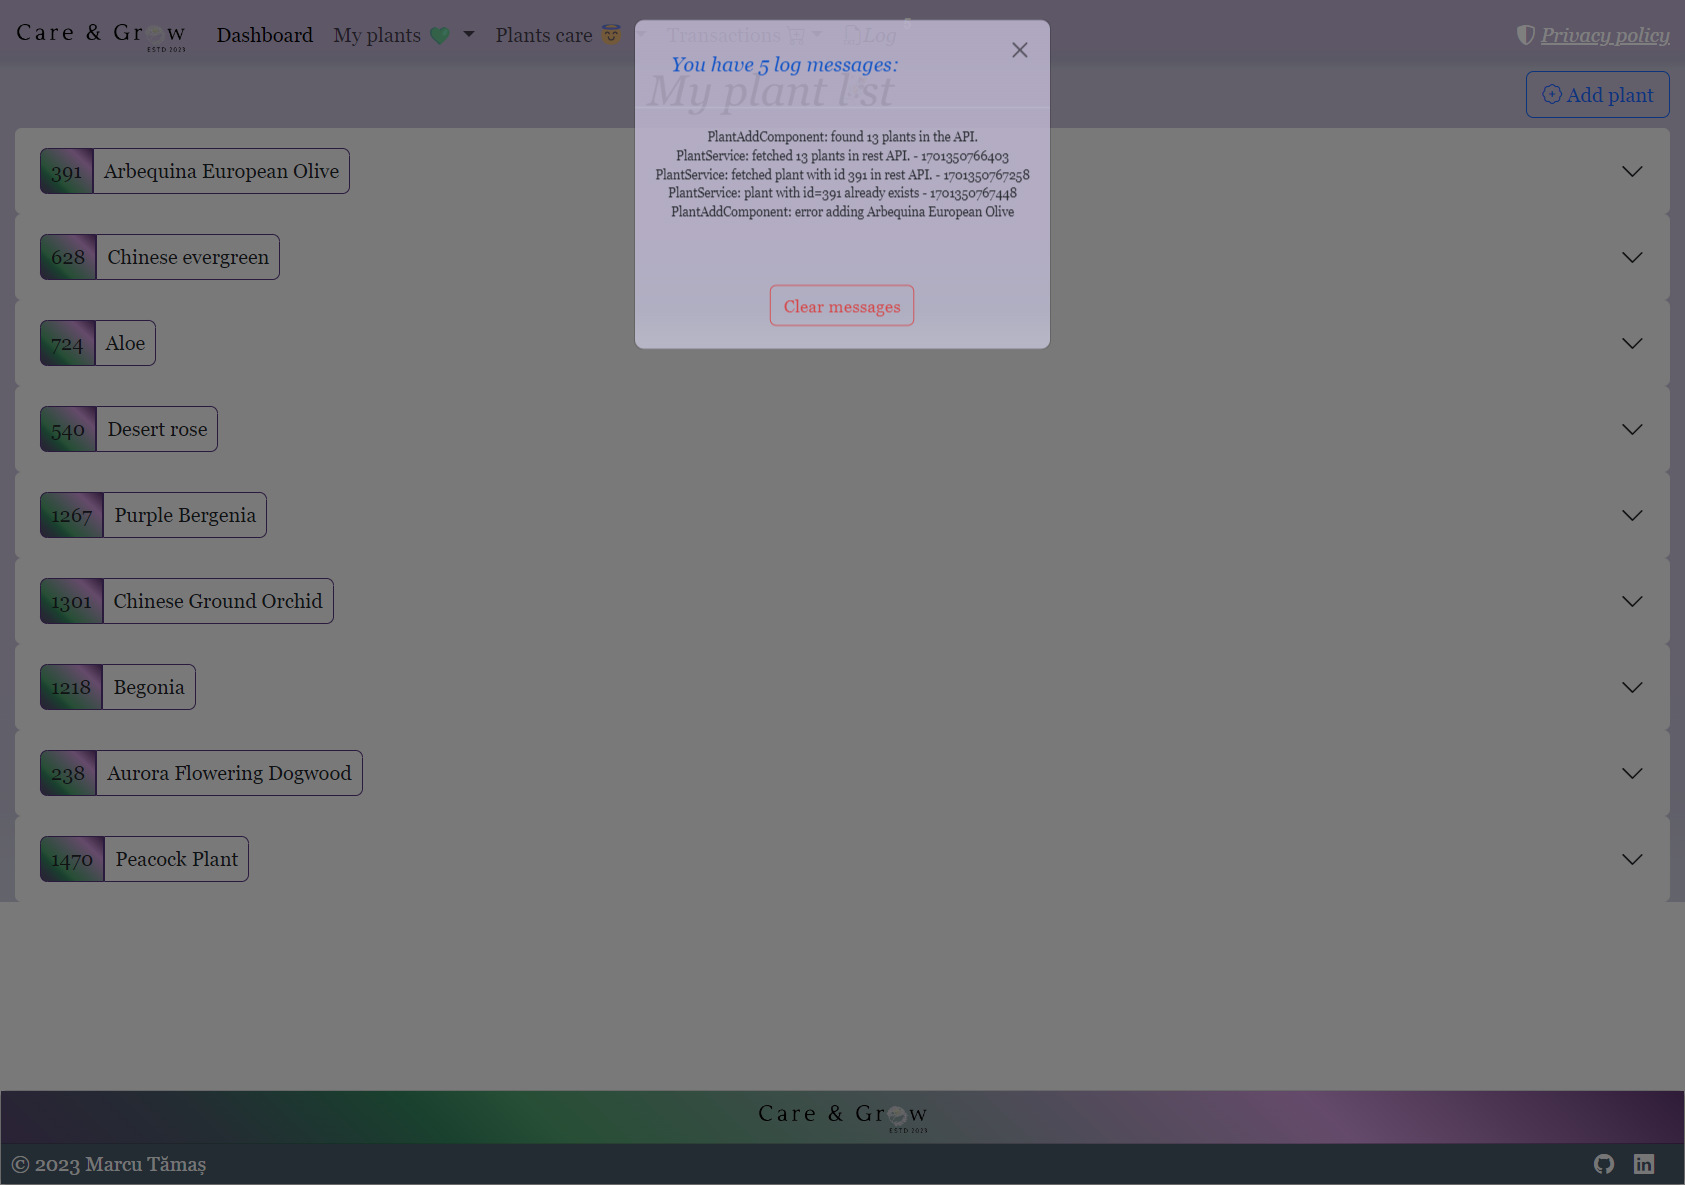 Care & Grow
ESTD 2023
Dashboard
My plants
Plants care
Transactions
Log
5
Privacy policy
You have 5 log messages:
My plant list
Add plant
PlantAddComponent: found 13 plants in the API.
PlantService: fetched 13 plants in rest API. - 1701350766403
PlantService: fetched plant with id 391 in rest API. - 1701350767258
PlantService: plant with id=391 already exists - 1701350767448
PlantAddComponent: error adding Arbequina European Olive
Clear messages
391 Arbequina European Olive
628 Chinese evergreen
724 Aloe
540 Desert rose
1267 Purple Bergenia
1301 Chinese Ground Orchid
1218 Begonia
238 Aurora Flowering Dogwood
1470 Peacock Plant
Care & Grow
ESTD 2023
© 2023 Marcu Tămaș
in